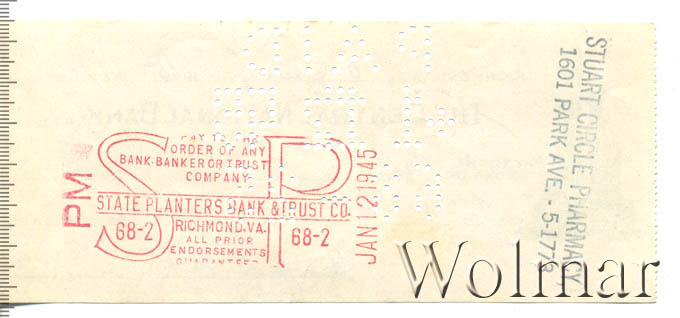 PM
PAY TO THE
ORDER OF ANY
BANK-BANKER OR TRUST
COMPANY
STATE PLANTERS BANK & TRUST CO.
68-2
RICHMOND, VA.
68-2
ALL PRIOR
ENDORSEMENTS
GUARANTEED
JAN 12 1945
STUART CIRCLE PHARMACY
1601 PARK AVE. - 5-1776
Wolmar